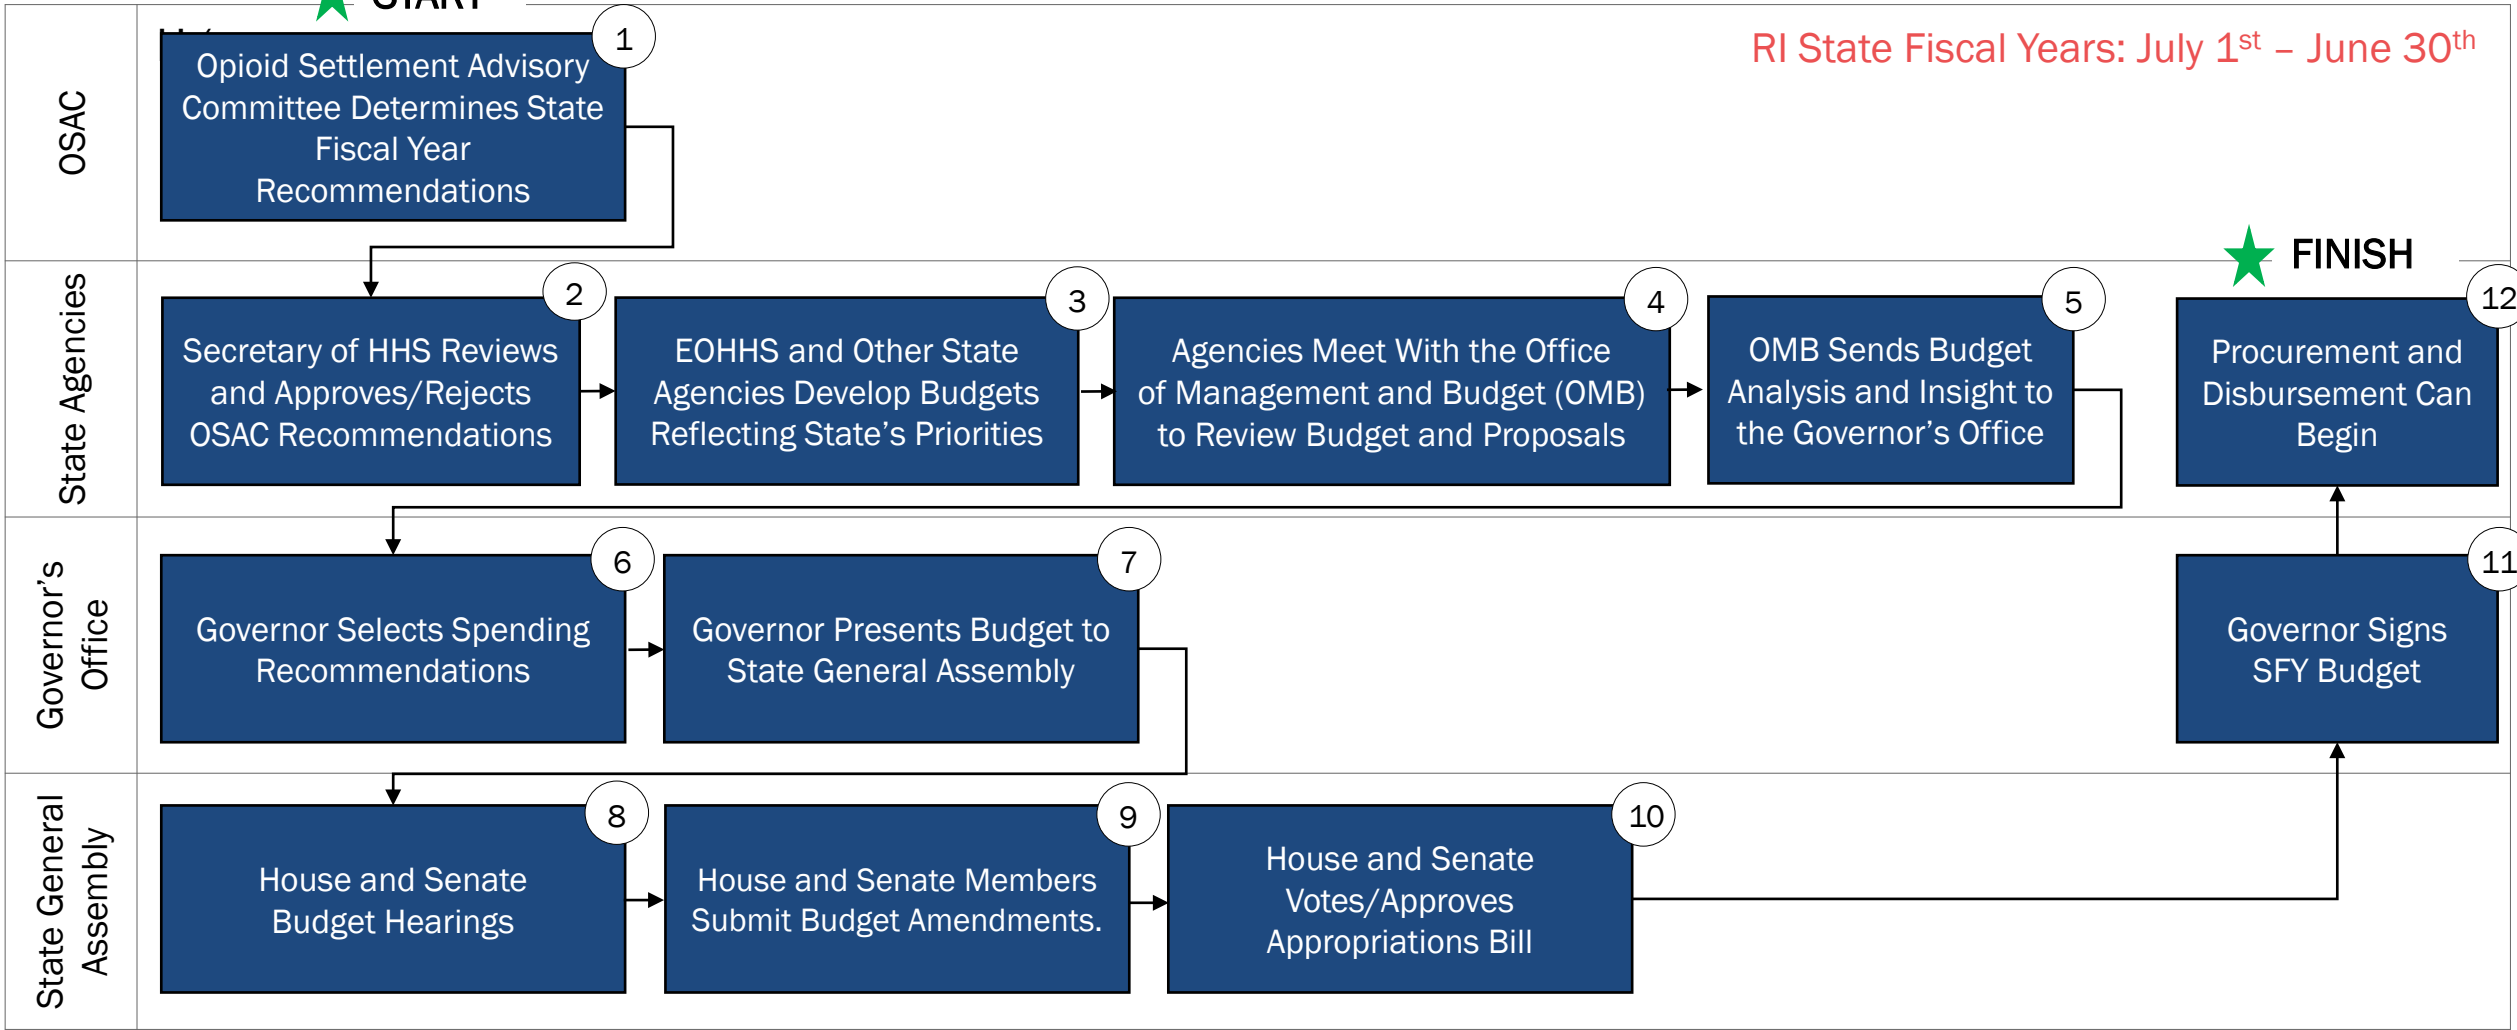 START
RI State Fiscal Years: July 1st – June 30th
OSAC
1
Opioid Settlement Advisory
Committee Determines State
Fiscal Year
Recommendations
FINISH
State Agencies
2
Secretary of HHS Reviews
and Approves/Rejects
OSAC Recommendations
3
EOHHS and Other State
Agencies Develop Budgets
Reflecting State’s Priorities
4
Agencies Meet With the Office
of Management and Budget (OMB)
to Review Budget and Proposals
5
OMB Sends Budget
Analysis and Insight to
the Governor’s Office
12
Procurement and
Disbursement Can
Begin
Governor’s
Office
6
Governor Selects Spending
Recommendations
7
Governor Presents Budget to
State General Assembly
11
Governor Signs
SFY Budget
State General
Assembly
8
House and Senate
Budget Hearings
9
House and Senate Members
Submit Budget Amendments.
10
House and Senate
Votes/Approves
Appropriations Bill